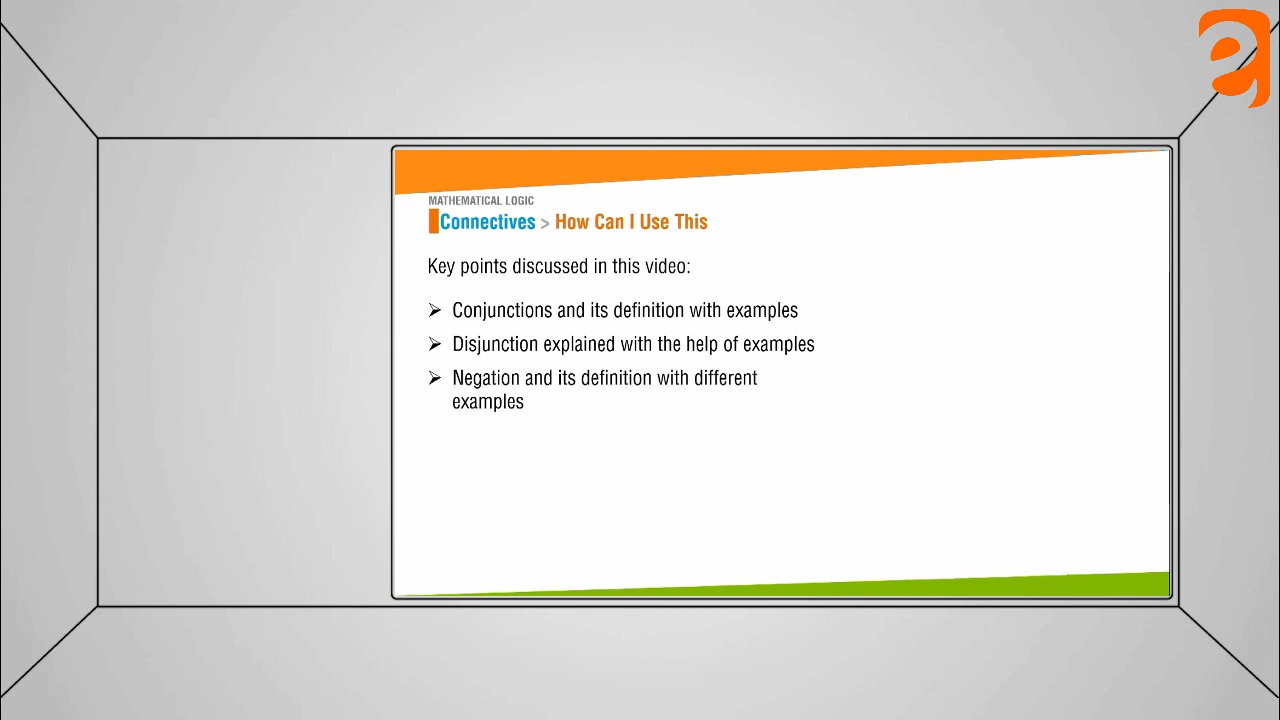 MATHEMATICAL LOGIC
Connectives > How Can I Use This
Key points discussed in this video:
➢ Conjunctions and its definition with examples
➢ Disjunction explained with the help of examples
➢ Negation and its definition with different
examples